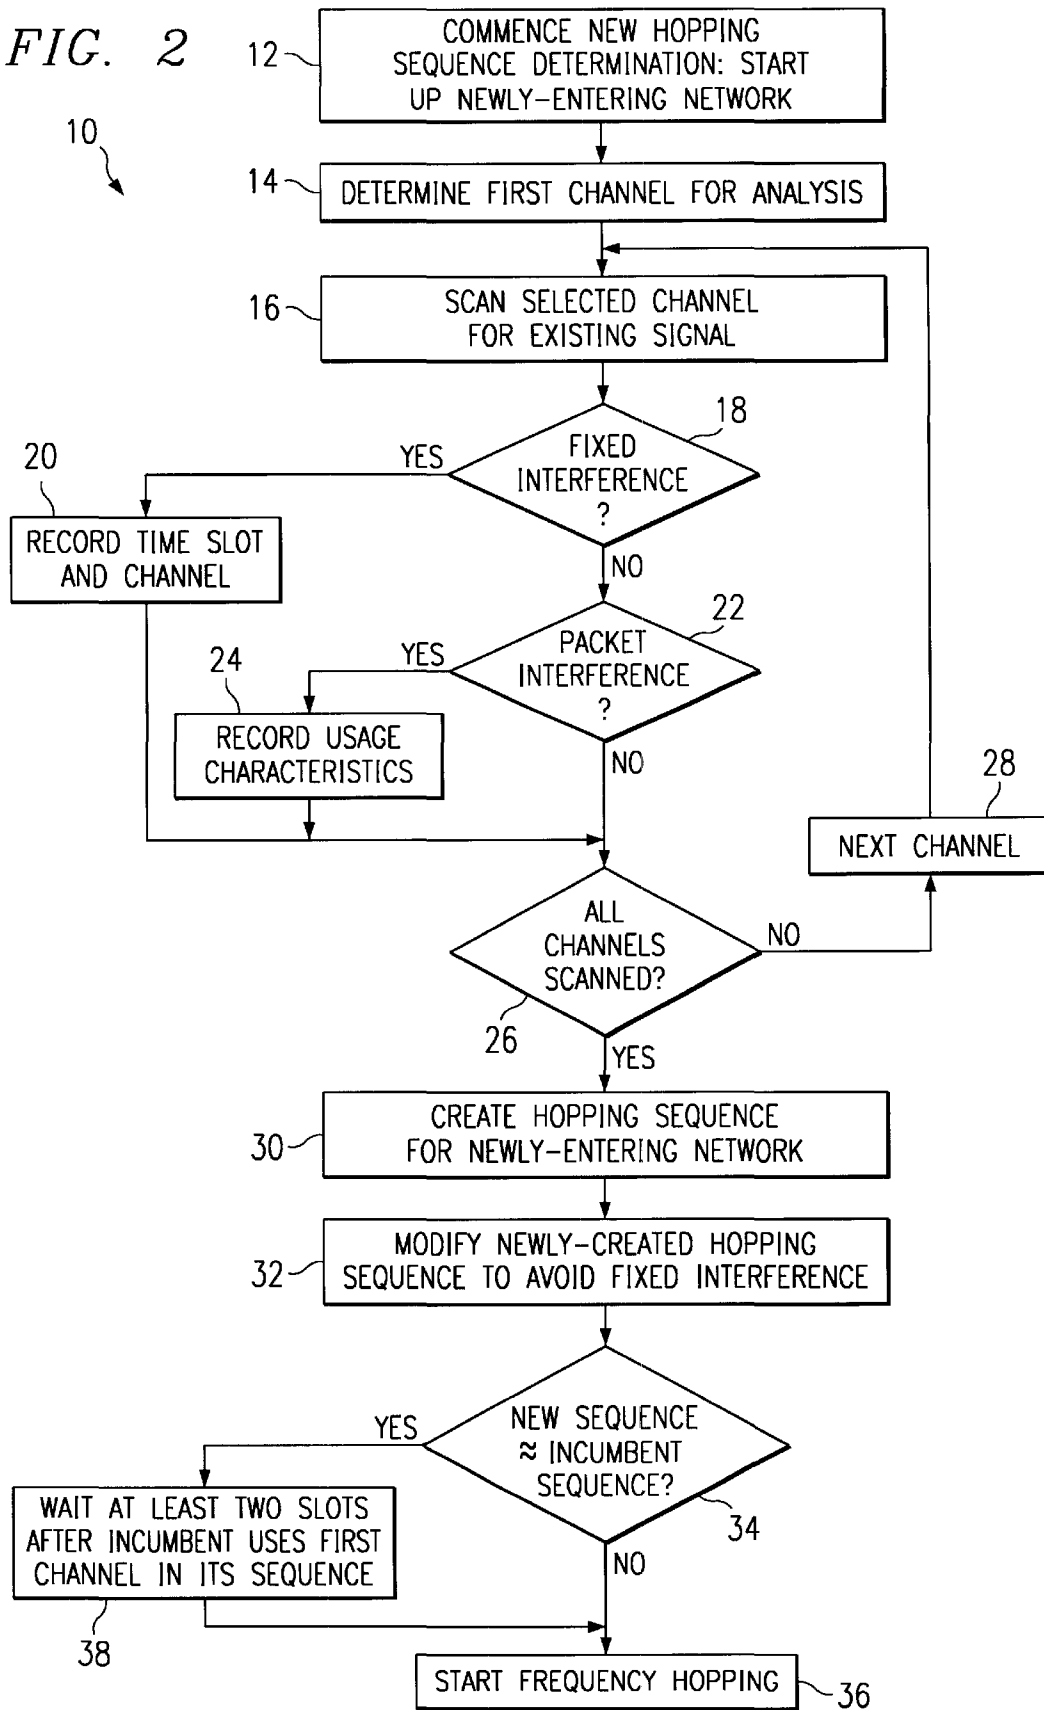 FIG. 2
10
12
COMMENCE NEW HOPPING
SEQUENCE DETERMINATION: START
UP NEWLY-ENTERING NETWORK
14
DETERMINE FIRST CHANNEL FOR ANALYSIS
16
SCAN SELECTED CHANNEL
FOR EXISTING SIGNAL
18
FIXED
INTERFERENCE
?
YES
NO
20
RECORD TIME SLOT
AND CHANNEL
22
PACKET
INTERFERENCE
?
YES
NO
24
RECORD USAGE
CHARACTERISTICS
28
NEXT CHANNEL
ALL
CHANNELS
SCANNED?
NO
26
YES
30
CREATE HOPPING SEQUENCE
FOR NEWLY-ENTERING NETWORK
32
MODIFY NEWLY-CREATED HOPPING
SEQUENCE TO AVOID FIXED INTERFERENCE
NEW SEQUENCE
≈ INCUMBENT
SEQUENCE?
YES
34
NO
WAIT AT LEAST TWO SLOTS
AFTER INCUMBENT USES FIRST
CHANNEL IN ITS SEQUENCE
38
START FREQUENCY HOPPING
36